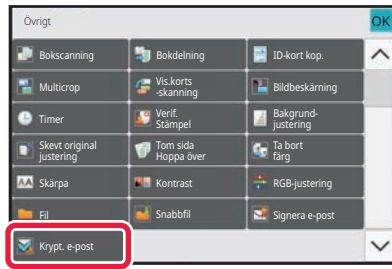 Övrigt
OK
Bokscanning
Bokdelning
ID-kort kop.
Multicrop
Vis.korts
-skanning
Bildbeskärning
Timer
Verif.
Stämpel
Bakgrund-
justering
Skevt original
justering
Tom sida
Hoppa över
Ta bort
färg
Skärpa
Kontrast
RGB-justering
Fil
Snabbfil
Signera e-post
Krypt. e-post